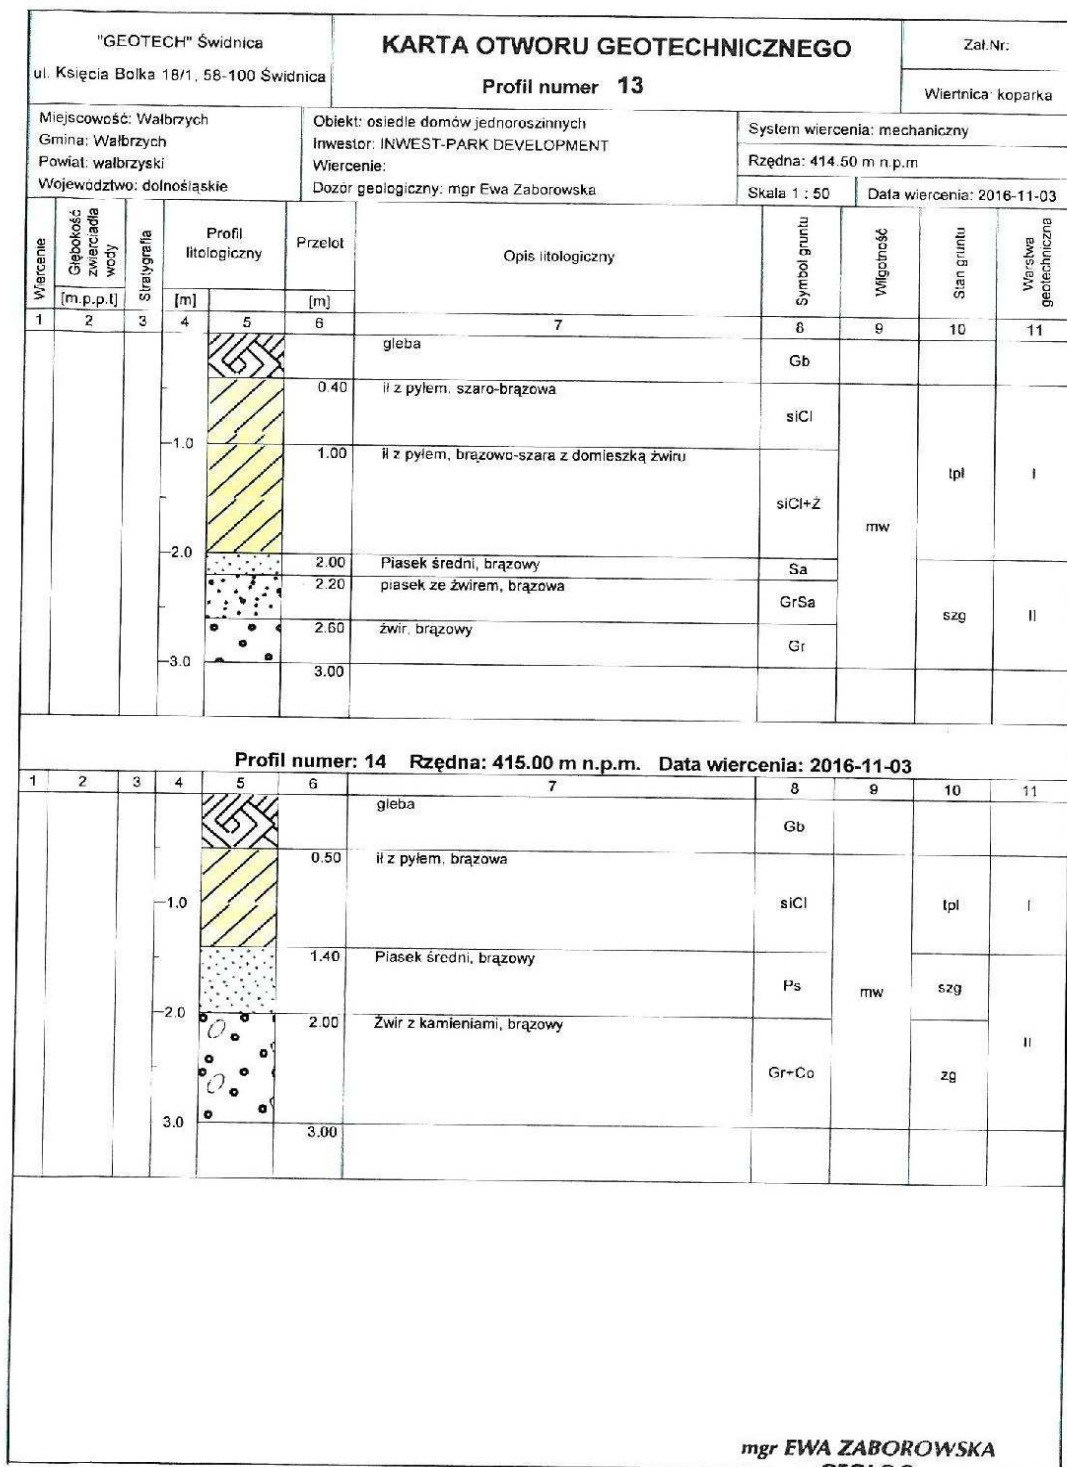 "GEOTECH" Świdnica
ul. Księcia Bolka 18/1, 58-100 Świdnica
KARTA OTWORU GEOTECHNICZNEGO
Profil numer 13
Zał.Nr:
Wiertnica: koparka
Miejscowość: Wałbrzych
Gmina: Wałbrzych
Powiat: wałbrzyski
Województwo: dolnośląskie
Obiekt: osiedle domów jednoroszinnych
Inwestor: INWEST-PARK DEVELOPMENT
Wiercenie:
Dozór geologiczny: mgr Ewa Zaborowska
System wiercenia: mechaniczny
Rzędna: 414.50 m n.p.m
Skala 1 : 50 Data wiercenia: 2016-11-03
Wiercenie
Głębokość zwierciadła wody
[m.p.p.t]
Stratygrafia
Profil litologiczny
[m]
Przelot
[m]
Opis litologiczny
Symbol gruntu
Wilgotność
Stan gruntu
Warstwa geotechniczna
1 2 3 4 5 6 7 8 9 10 11
gleba Gb
0.40 ił z pyłem, szaro-brązowa siCl
1.0
1.00 ił z pyłem, brązowo-szara z domieszką żwiru
tpl I
siCl+Ż
mw
2.0
2.00 Piasek średni, brązowy Sa
2.20 piasek ze żwirem, brązowa GrSa
szg II
2.60 żwir, brązowy Gr
3.0
3.00
Profil numer: 14 Rzędna: 415.00 m n.p.m. Data wiercenia: 2016-11-03
1 2 3 4 5 6 7 8 9 10 11
gleba Gb
0.50 ił z pyłem, brązowa
1.0 siCl tpl I
1.40 Piasek średni, brązowy
Ps mw szg
2.0
2.00 Żwir z kamieniami, brązowy
II
Gr+Co zg
3.0
3.00
mgr EWA ZABOROWSKA